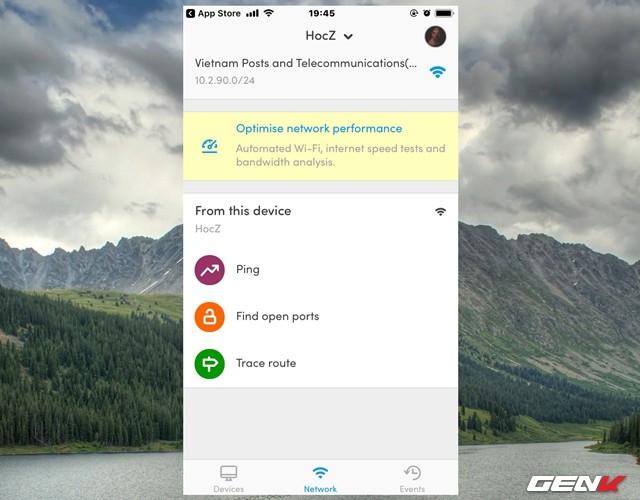 App Store
19:45
HocZ
Vietnam Posts and Telecommunications(...
10.2.90.0/24
Optimise network performance
Automated Wi-Fi, internet speed tests and
bandwidth analysis.
From this device
HocZ
Ping
Find open ports
Trace route
Devices
Network
Events
GENK